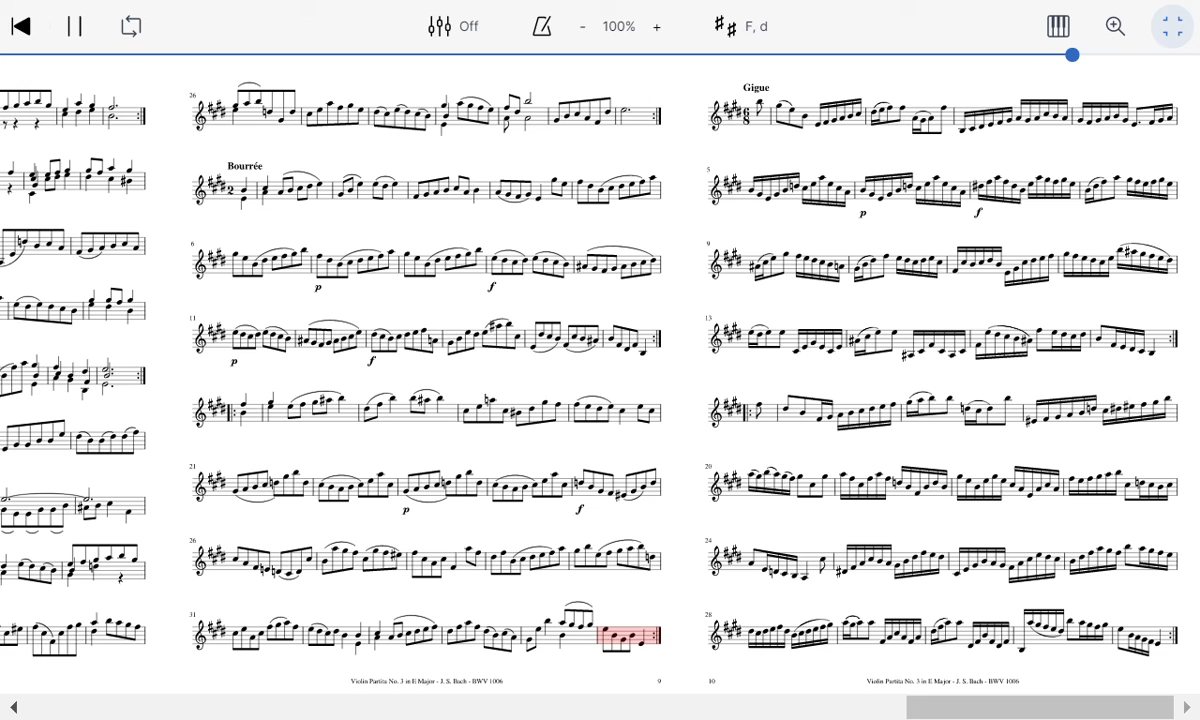 Off - 100% + F, d
26
Bourrée
6
p f
11
p f
21
p f
26
31
Violin Partita No. 3 in E Major - J. S. Bach - BWV 1006 9
Gigue
5
p f
9
13
20
24
28
10 Violin Partita No. 3 in E Major - J. S. Bach - BWV 1006